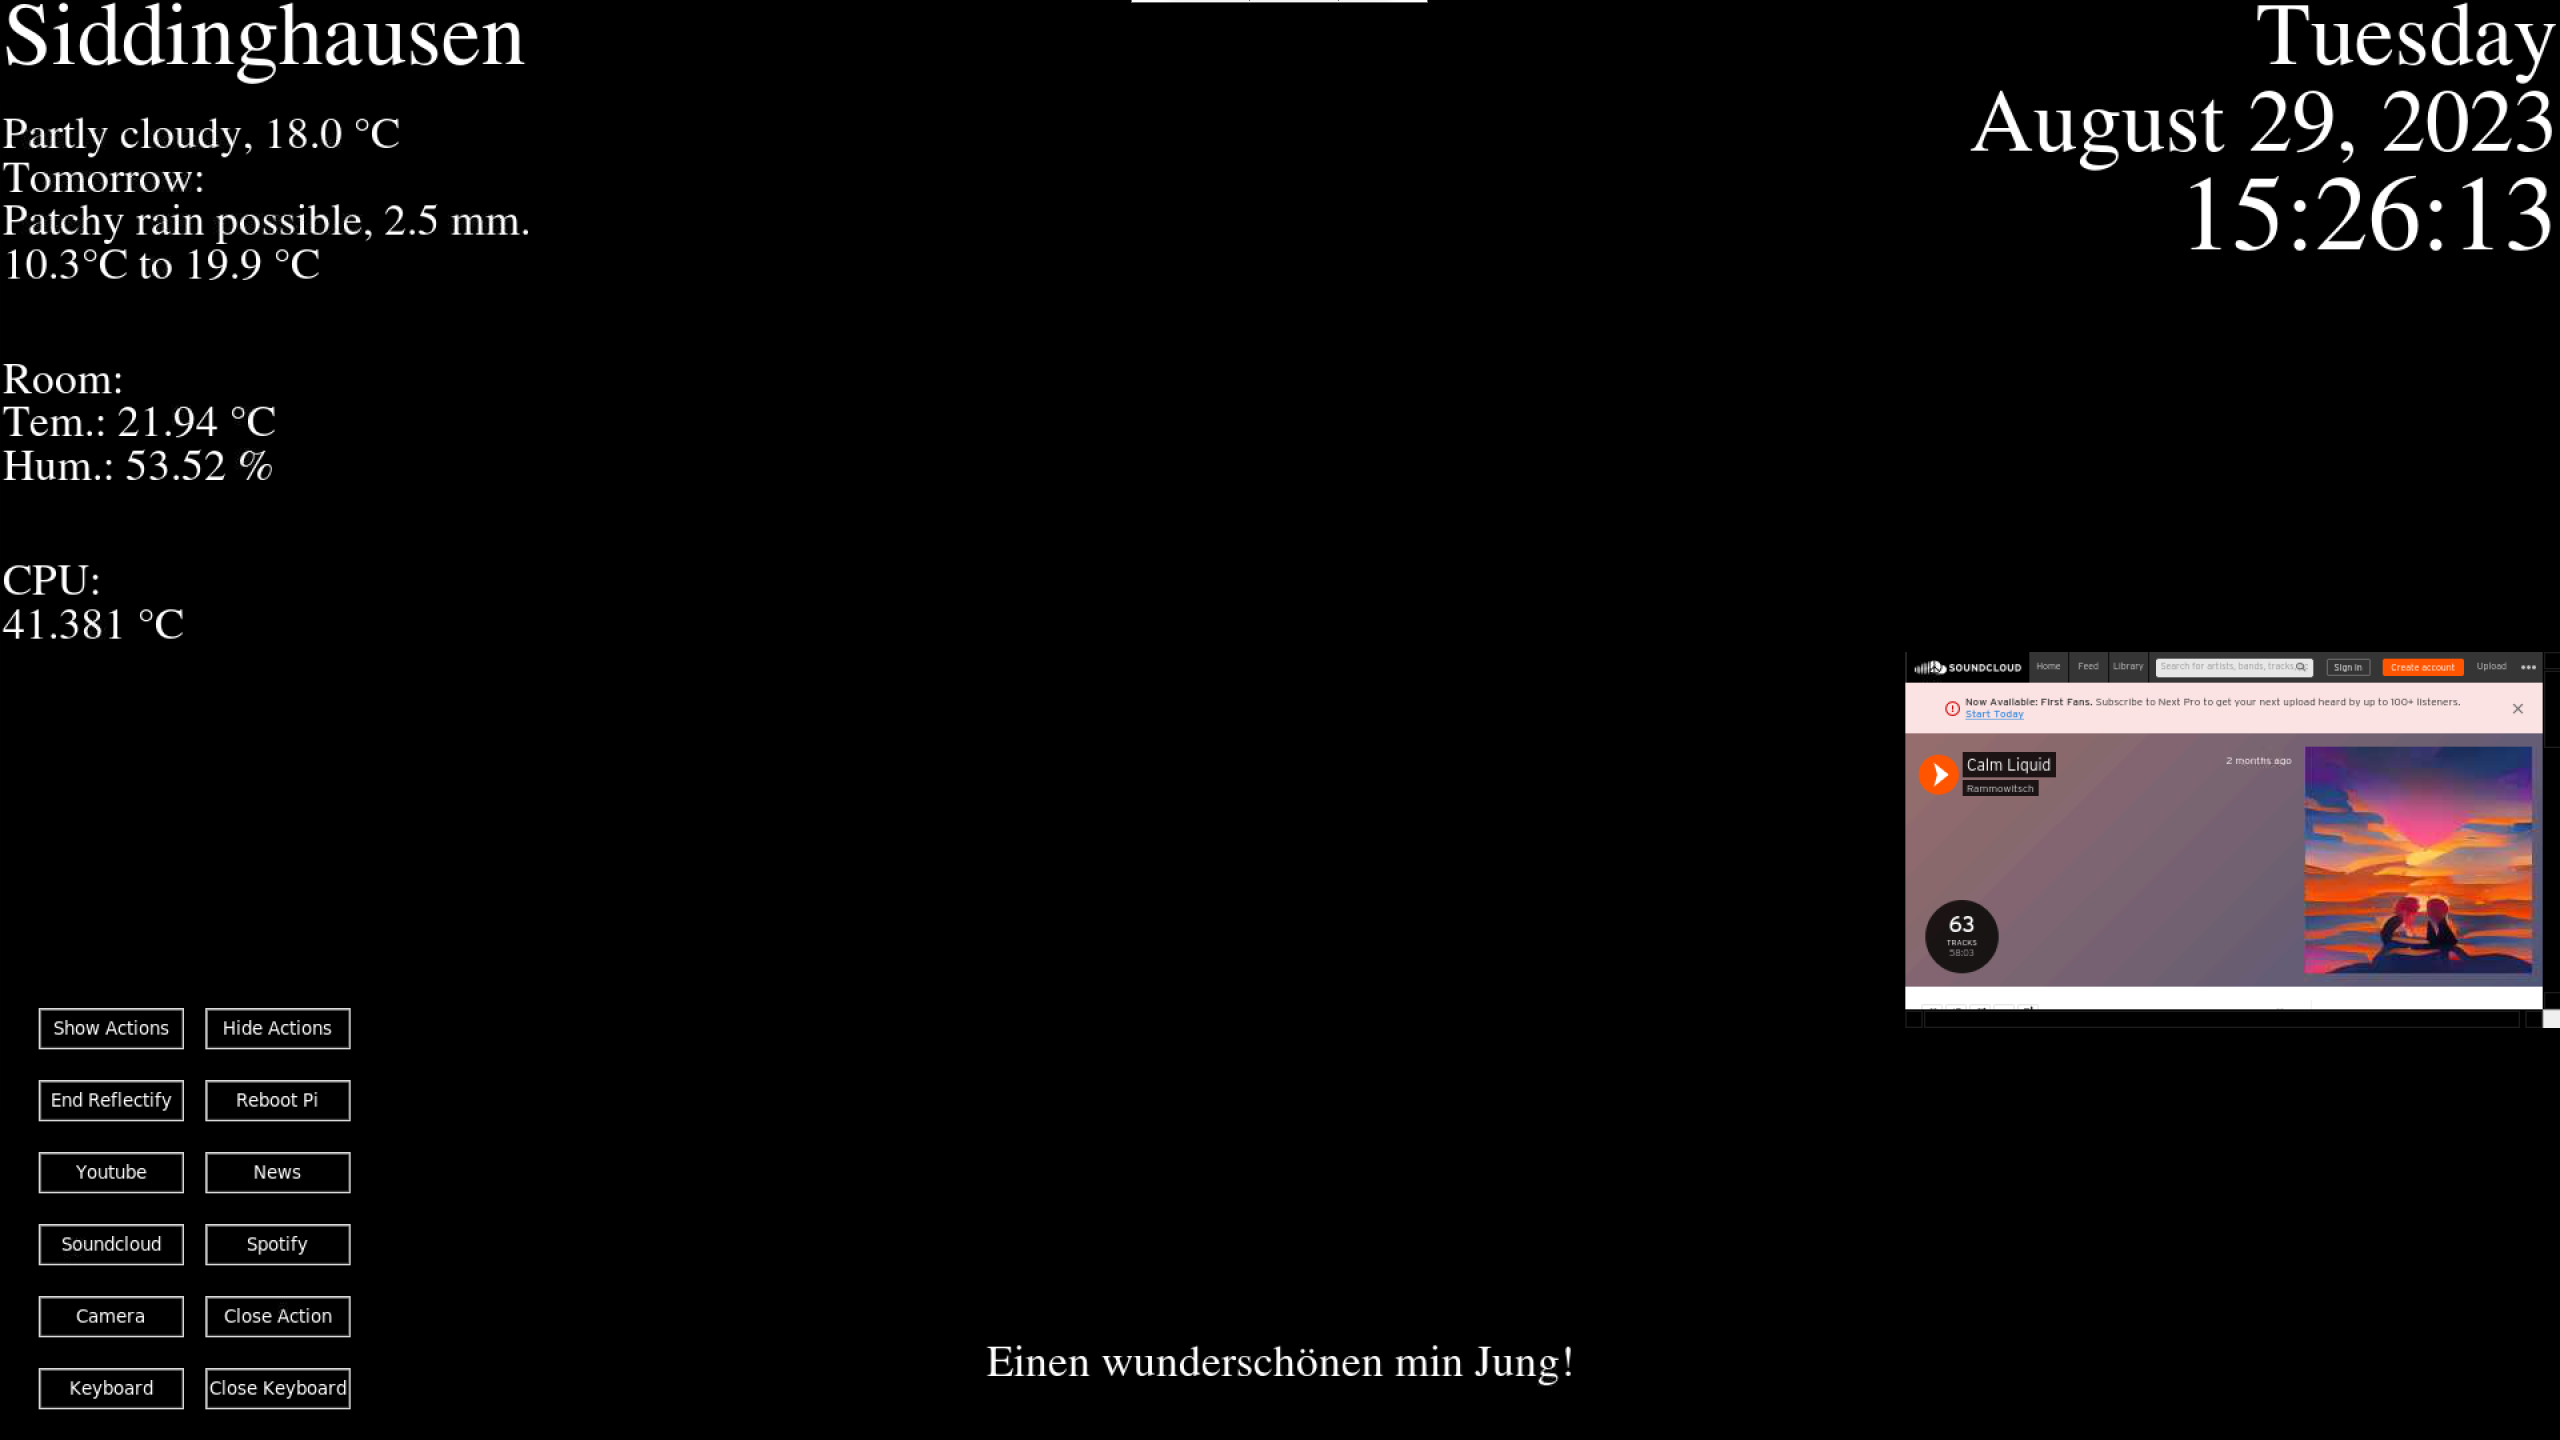 Siddinghausen
Partly cloudy, 18.0 °C
Tomorrow:
Patchy rain possible, 2.5 mm.
10.3°C to 19.9 °C
Room:
Tem.: 21.94 °C
Hum.: 53.52 %
CPU:
41.381 °C
Tuesday
August 29, 2023
15:26:13
SOUNDCLOUD Home Feed Library Search for artists, bands, tracks, Sign in Create account Upload
Now Available: First Fans. Subscribe to Next Pro to get your next upload heard by up to 100+ listeners.
Start Today
Calm Liquid 2 months ago
Rammowitsch
63
TRACKS
58:03
Show Actions Hide Actions
End Reflectify Reboot Pi
Youtube News
Soundcloud Spotify
Camera Close Action
Keyboard Close Keyboard
Einen wunderschönen min Jung!